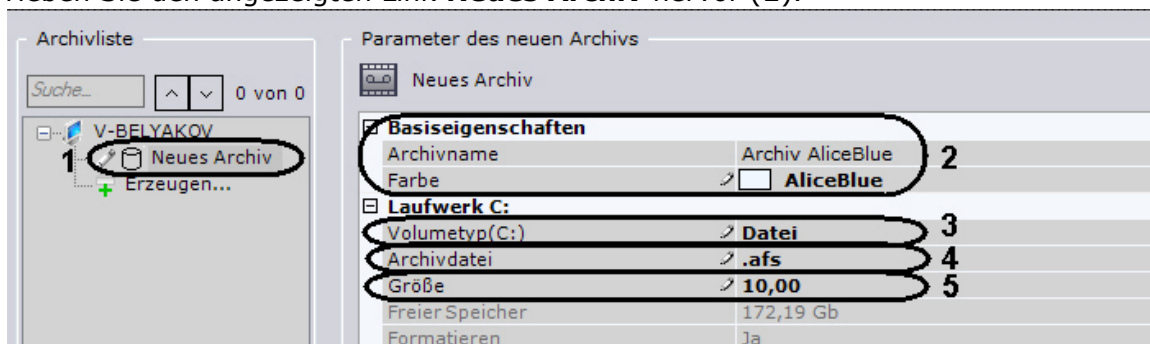 Heben Sie den angezeigten Link Neues Archiv hervor (1).
Archivliste
Suche...
0 von 0
V-BELYAKOV
1
Neues Archiv
Erzeugen...
Parameter des neuen Archivs
Neues Archiv
Basiseigenschaften
Archivname Archiv AliceBlue
2
Farbe AliceBlue
Laufwerk C:
Volumetyp(C:) Datei 3
Archivdatei .afs 4
Größe 10,00 5
Freier Speicher 172,19 Gb
Formatieren Ja